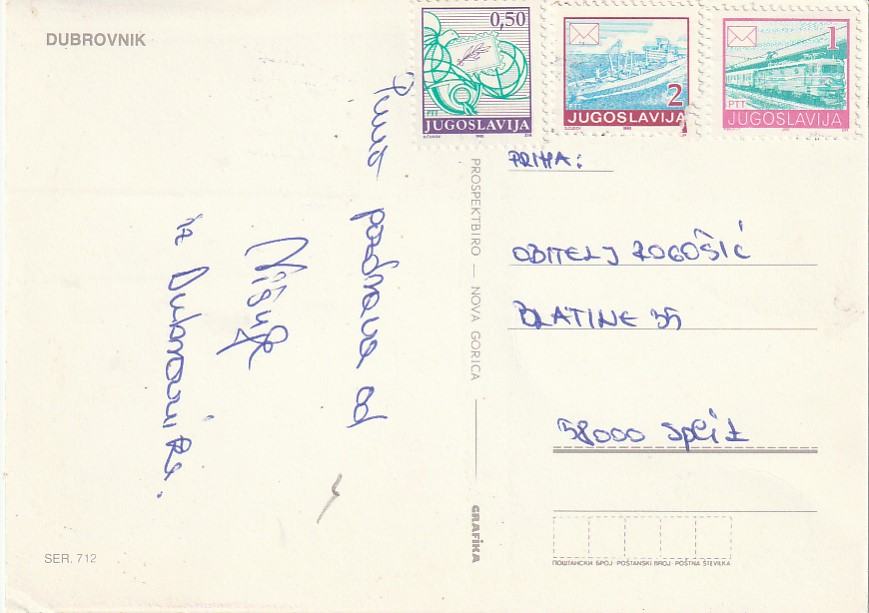 DUBROVNIK
Puno pozdrava od
iz Dubrovnika.
SER. 712
PROSPEKTBIRO — NOVA GORICA
GRAFIKA
0,50
PTT
JUGOSLAVIJA
2
JUGOSLAVIJA
1
PTT
JUGOSLAVIJA
PRIMA:
OBITELJ ROGOŠIĆ
BLATINE 35
58000 SPLIT
ПОШТАНСКИ БРОЈ POŠTANSKI BROJ POŠTNA ŠTEVILKA